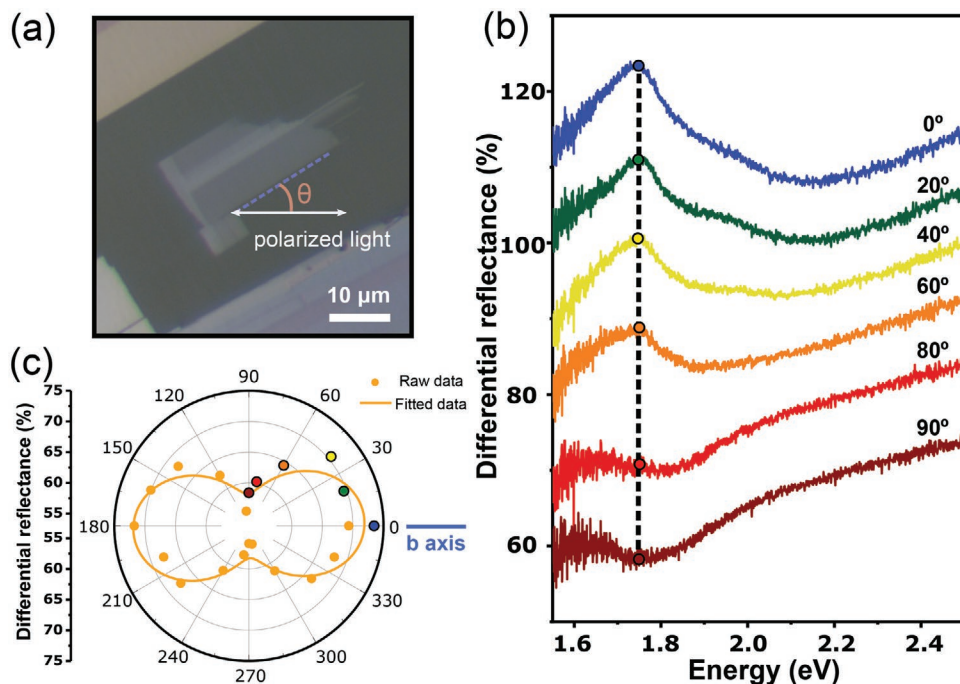 (a)
θ
polarized light
10 μm
(b)
Differential reflectance (%)
120
100
80
60
0º
20º
40º
60º
80º
90º
1.6
1.8
2.0
2.2
2.4
Energy (eV)
(c)
Differential reflectance (%)
75
70
65
60
55
55
60
65
70
75
90
60
30
0
330
300
270
240
210
180
150
120
Raw data
Fitted data
b axis